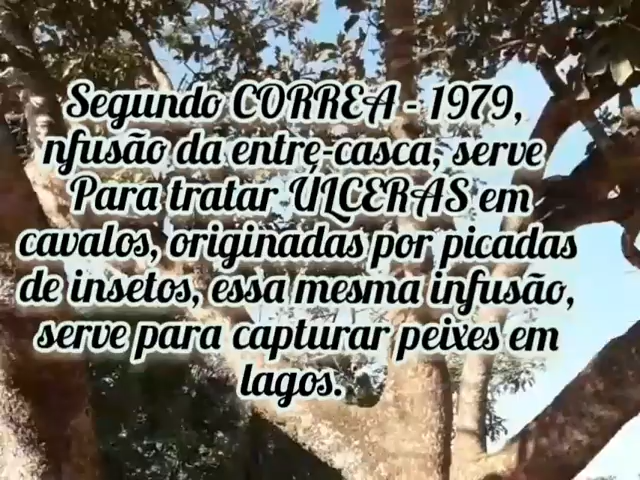 Segundo CORREA - 1979,
nfusão da entre-casca, serve
Para tratar ÚLCERAS em
cavalos, originadas por picadas
de insetos, essa mesma infusão,
serve para capturar peixes em
lagos.